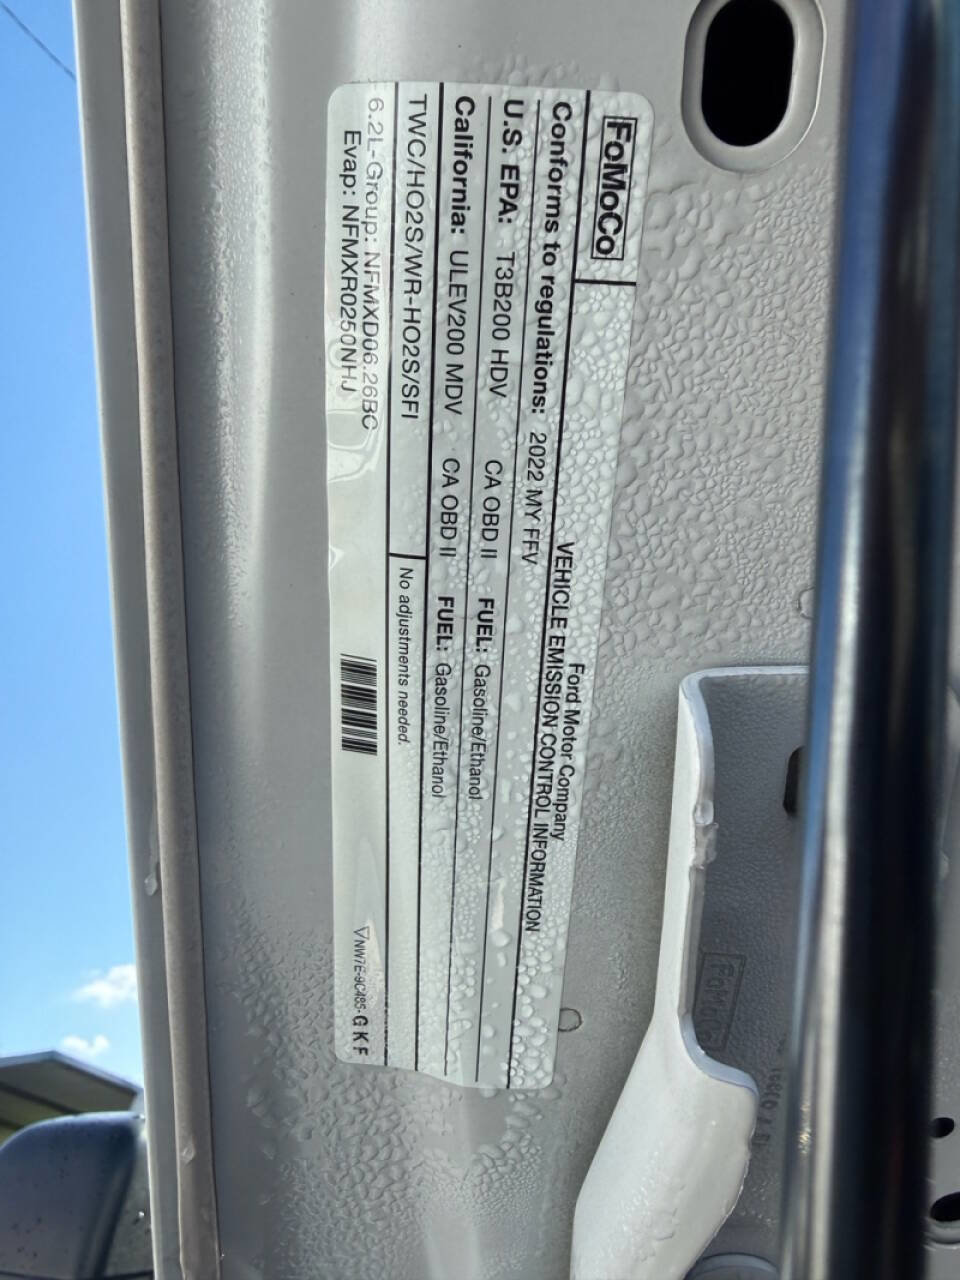 FoMoCo
Ford Motor Company
VEHICLE EMISSION CONTROL INFORMATION
Conforms to regulations: 2022 MY FFV
U.S. EPA: T3B200 HDV CA OBD II FUEL: Gasoline/Ethanol
California: ULEV200 MDV CA OBD II FUEL: Gasoline/Ethanol
TWC/HO2S/WR-HO2S/SFI No adjustments needed.
6.2L-Group: NFMXD06.26BC
Evap: NFMXR0250NHJ
NW7E-9C485-GKF
FoMoCo